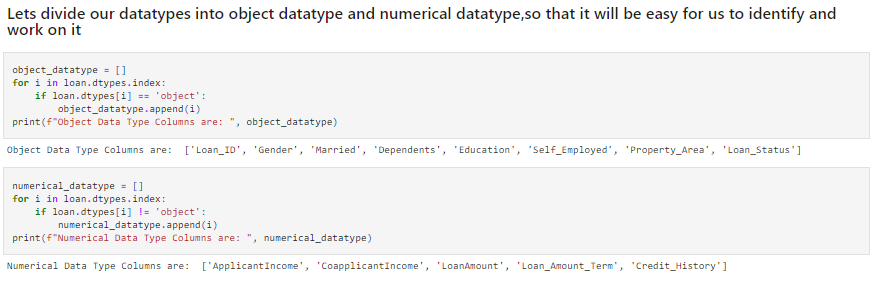 Lets divide our datatypes into object datatype and numerical datatype,so that it will be easy for us to identify and
work on it
object_datatype = []
for i in loan.dtypes.index:
    if loan.dtypes[i] == 'object':
        object_datatype.append(i)
print(f"Object Data Type Columns are: ", object_datatype)
Object Data Type Columns are:  ['Loan_ID', 'Gender', 'Married', 'Dependents', 'Education', 'Self_Employed', 'Property_Area', 'Loan_Status']
numerical_datatype = []
for i in loan.dtypes.index:
    if loan.dtypes[i] != 'object':
        numerical_datatype.append(i)
print(f"Numerical Data Type Columns are: ", numerical_datatype)
Numerical Data Type Columns are:  ['ApplicantIncome', 'CoapplicantIncome', 'LoanAmount', 'Loan_Amount_Term', 'Credit_History']